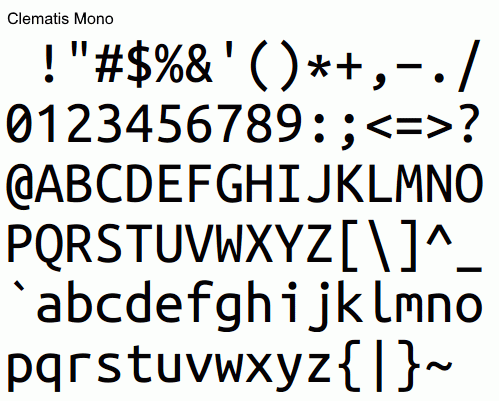 Clematis Mono
 !"#$%&'()*+,-./
0123456789:;<=>?
@ABCDEFGHIJKLMNO
PQRSTUVWXYZ[\]^_
`abcdefghijklmno
pqrstuvwxyz{|}~